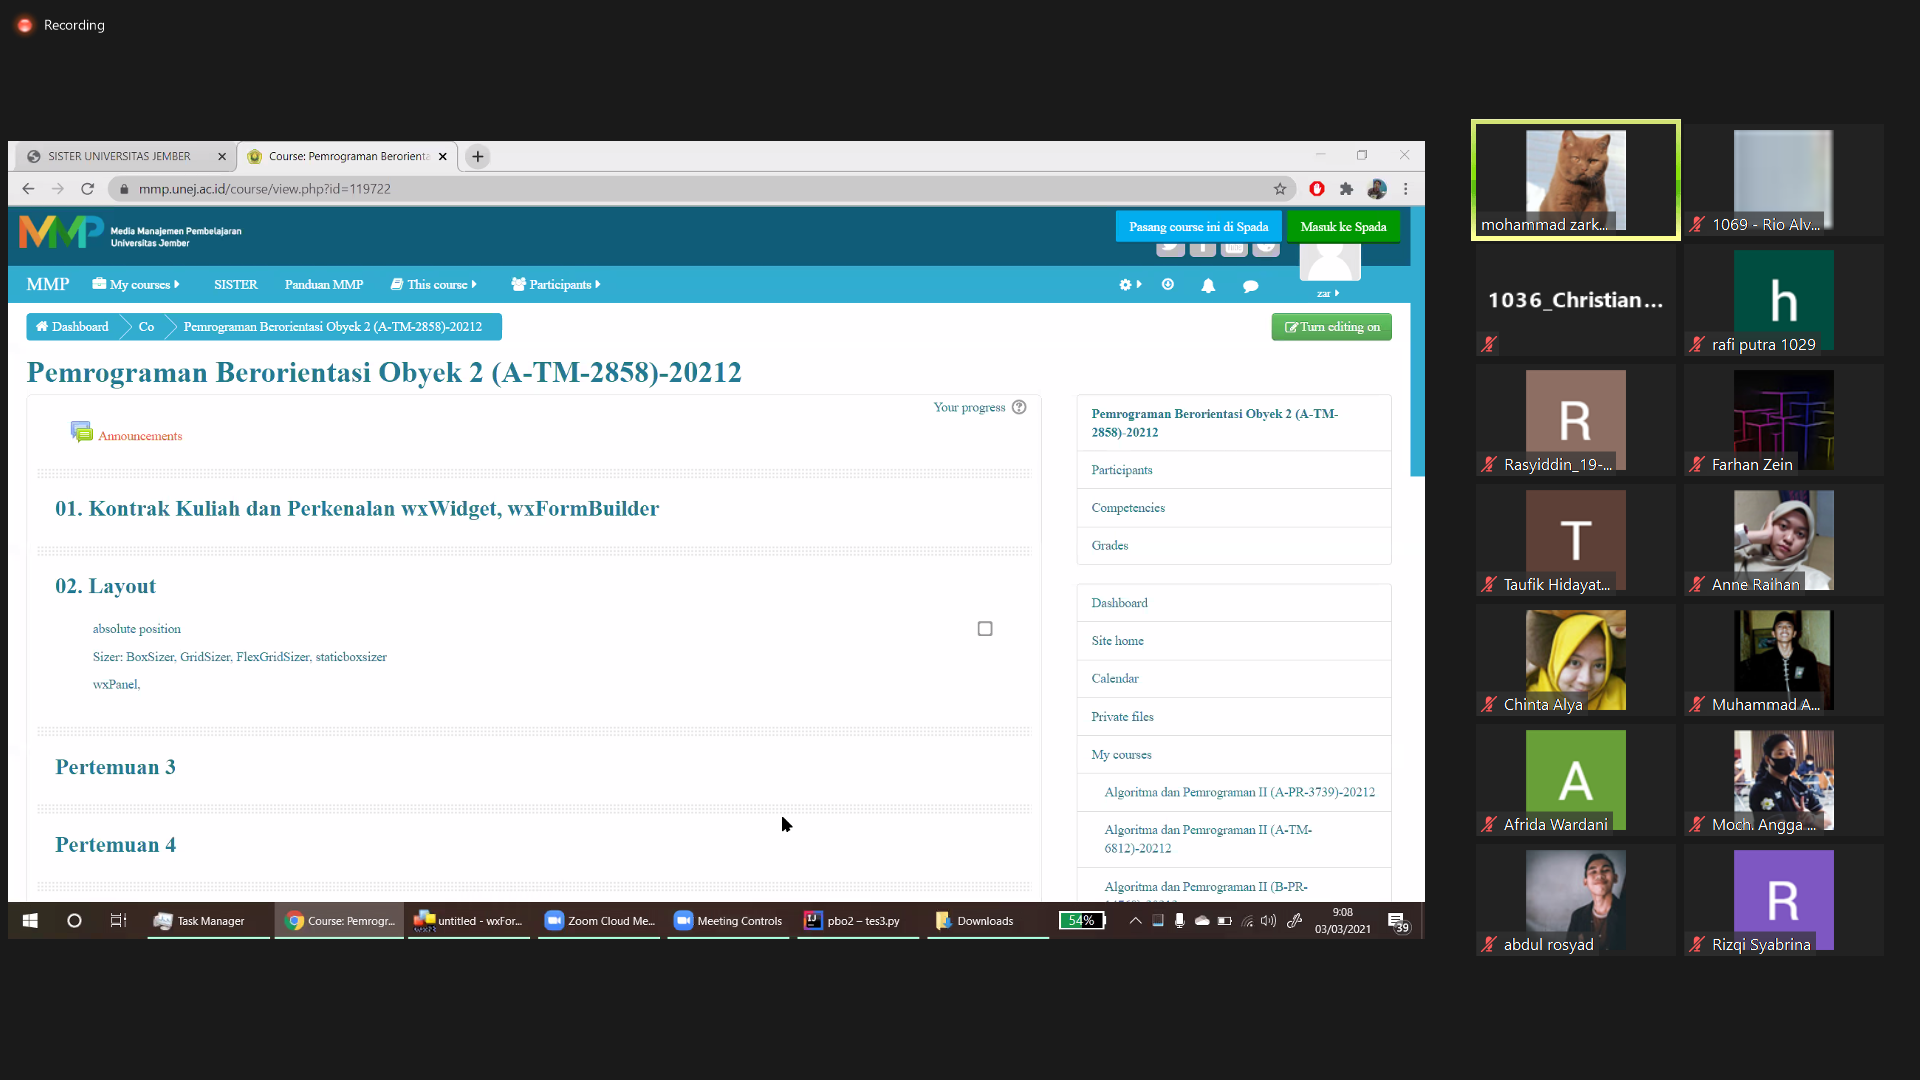 Recording
SISTER UNIVERSITAS JEMBER
Course: Pemrograman Berorienta
mmp.unej.ac.id/course/view.php?id=119722
MMP Media Manajemen Pembelajaran
Universitas Jember
Pasang course ini di Spada
Masuk ke Spada
MMP My courses SISTER Panduan MMP This course Participants
zar
Dashboard Co Pemrograman Berorientasi Obyek 2 (A-TM-2858)-20212
Turn editing on
Pemrograman Berorientasi Obyek 2 (A-TM-2858)-20212
Your progress
Announcements
01. Kontrak Kuliah dan Perkenalan wxWidget, wxFormBuilder
02. Layout
absolute position
Sizer: BoxSizer, GridSizer, FlexGridSizer, staticboxsizer
wxPanel,
Pertemuan 3
Pertemuan 4
Pemrograman Berorientasi Obyek 2 (A-TM-
2858)-20212
Participants
Competencies
Grades
Dashboard
Site home
Calendar
Private files
My courses
Algoritma dan Pemrograman II (A-PR-3739)-20212
Algoritma dan Pemrograman II (A-TM-
6812)-20212
Algoritma dan Pemrograman II (B-PR-
Task Manager
Course: Pemrogr...
untitled - wxFor...
Zoom Cloud Me...
Meeting Controls
pbo2 – tes3.py
Downloads
54%
9:08
03/03/2021
39
mohammad zark...
1069 - Rio Alv...
1036_Christian...
h
rafi putra 1029
R
Rasyiddin_19-...
Farhan Zein
T
Taufik Hidayat...
Anne Raihan
Chinta Alya
Muhammad A...
A
Afrida Wardani
Moch. Angga ...
abdul rosyad
R
Rizqi Syabrina